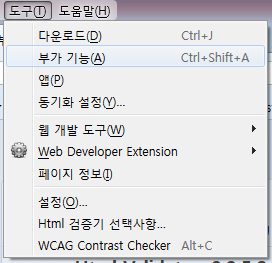 도구(T) 도움말(H)
다운로드(D) Ctrl+J
부가 기능(A) Ctrl+Shift+A
앱(P)
동기화 설정(Y)...
웹 개발 도구(W)
Web Developer Extension
페이지 정보(I)
설정(O)...
Html 검증기 선택사항...
WCAG Contrast Checker Alt+C